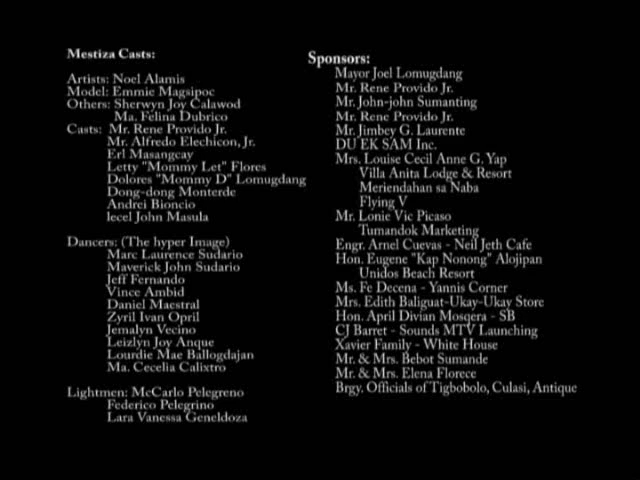 Mestiza Casts:
Artists: Noel Alamis
Model: Emmie Magsipoc
Others: Sherwyn Joy Calawod
Ma. Felina Dubrico
Casts: Mr. Rene Provido Jr.
Mr. Alfredo Elechicon, Jr.
Erl Masangcay
Letty "Mommy Let" Flores
Dolores "Mommy D" Lomugdang
Dong-dong Monterde
Andrei Bioncio
Iecel John Masula
Dancers: (The hyper Image)
Marc Laurence Sudario
Maverick John Sudario
Jeff Fernando
Vince Ambid
Daniel Maestral
Zyril Ivan Opril
Jemalyn Vecino
Leizlyn Joy Anque
Lourdie Mae Ballogdajan
Ma. Cecelia Calixtro
Lightmen: McCarlo Pelegreno
Federico Pelegrino
Lara Vanessa Geneldoza
Sponsors:
Mayor Joel Lomugdang
Mr. Rene Provido Jr.
Mr. John-john Sumanting
Mr. Rene Provido Jr.
Mr. Jimbey G. Laurente
DU EK SAM Inc.
Mrs. Louise Cecil Anne G. Yap
Villa Anita Lodge & Resort
Meriendahan sa Naba
Flying V
Mr. Lonie Vic Picaso
Tumandok Marketing
Engr. Arnel Cuevas - Neil Jeth Cafe
Hon. Eugene "Kap Nonong" Alojipan
Unidos Beach Resort
Ms. Fe Decena - Yannis Corner
Mrs. Edith Baliguat-Ukay-Ukay Store
Hon. April Divian Mosqera - SB
CJ Barret - Sounds MTV Launching
Xavier Family - White House
Mr. & Mrs. Bebot Sumande
Mr. & Mrs. Elena Florece
Brgy. Officials of Tigbobolo, Culasi, Antique